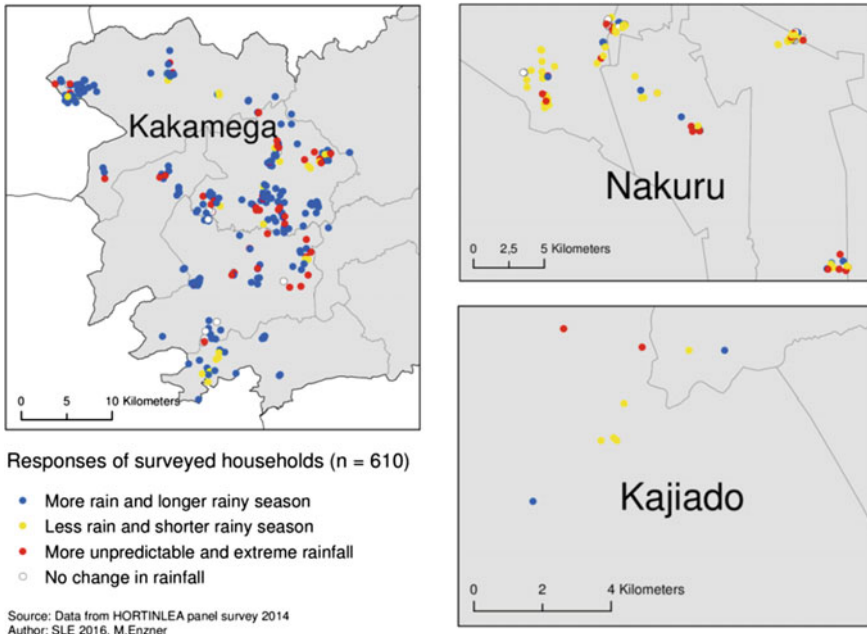 Kakamega
0 5 10 Kilometers
Nakuru
0 2,5 5 Kilometers
Kajiado
0 2 4 Kilometers
Responses of surveyed households (n = 610)
More rain and longer rainy season
Less rain and shorter rainy season
More unpredictable and extreme rainfall
No change in rainfall
Source: Data from HORTINLEA panel survey 2014
Author: SLE 2016, M.Enzner